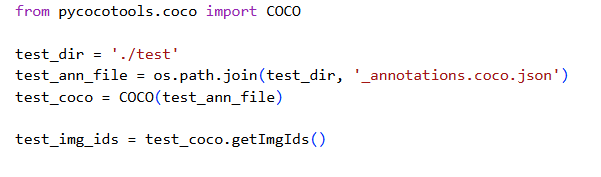 from pycocotools.coco import COCO
test_dir = './test'
test_ann_file = os.path.join(test_dir, '_annotations.coco.json')
test_coco = COCO(test_ann_file)
test_img_ids = test_coco.getImgIds()